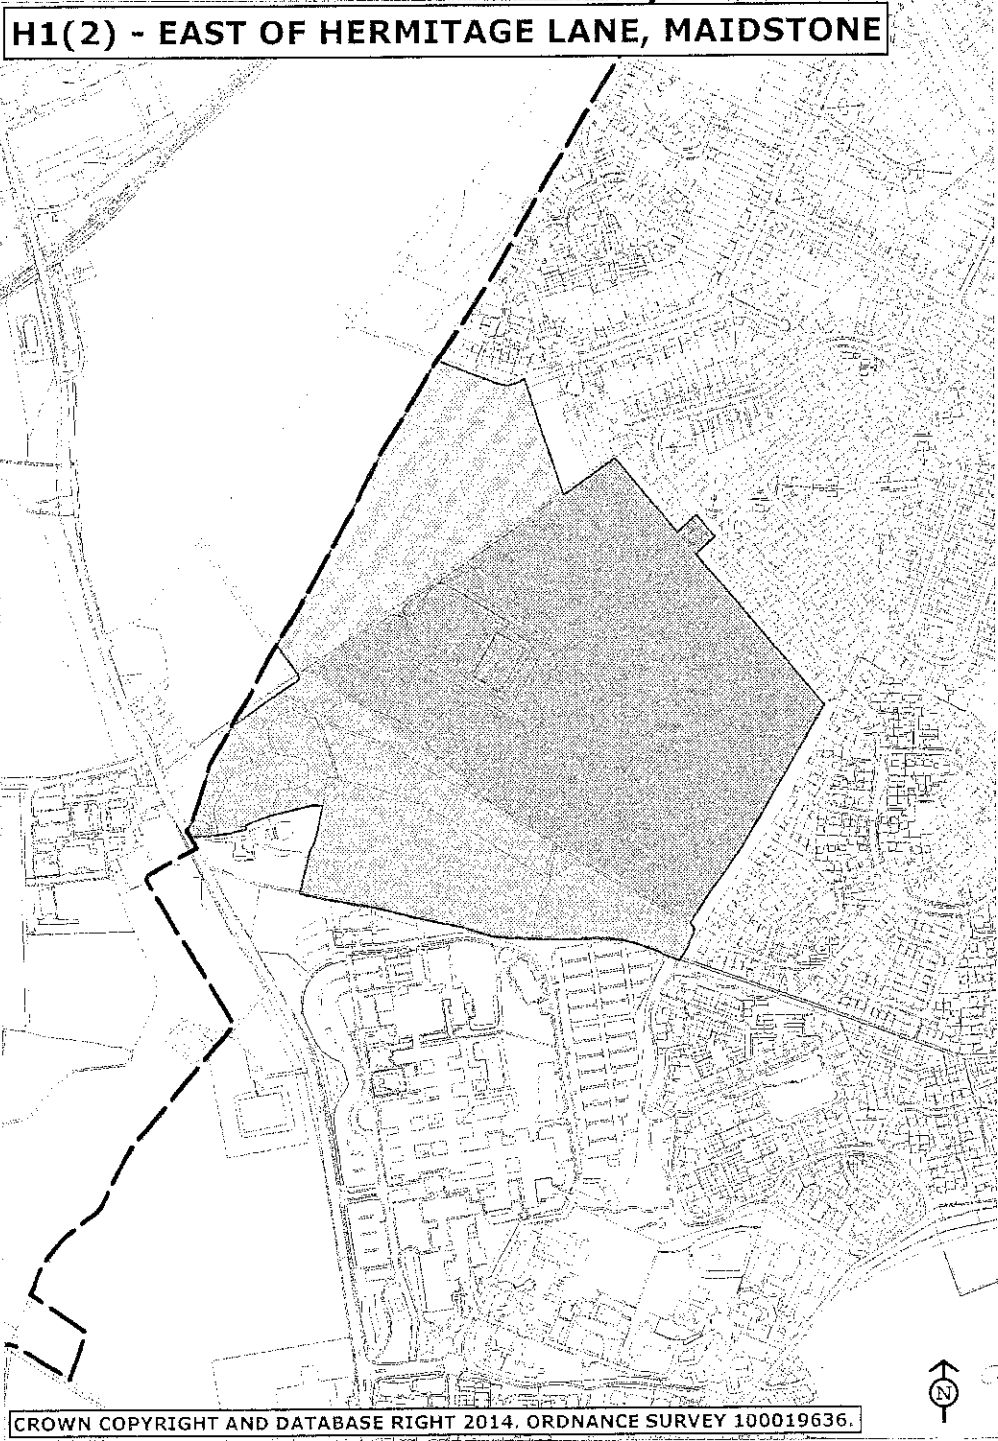 H1(2) - EAST OF HERMITAGE LANE, MAIDSTONE
N
CROWN COPYRIGHT AND DATABASE RIGHT 2014. ORDNANCE SURVEY 100019636.